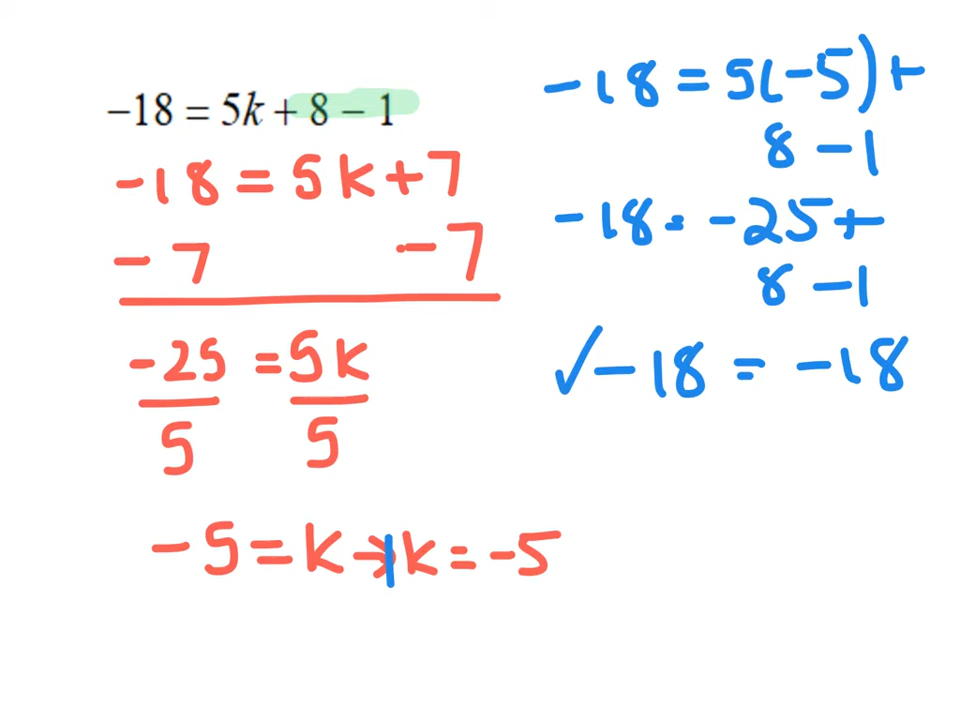 −18 = 5k + 8 − 1
-18 = 5k+7
-7 -7
-25 = 5k
5 5
-5 = k → k = -5
-18 = 5(-5)+
8 - 1
-18 = -25+
8 - 1
✓ -18 = -18